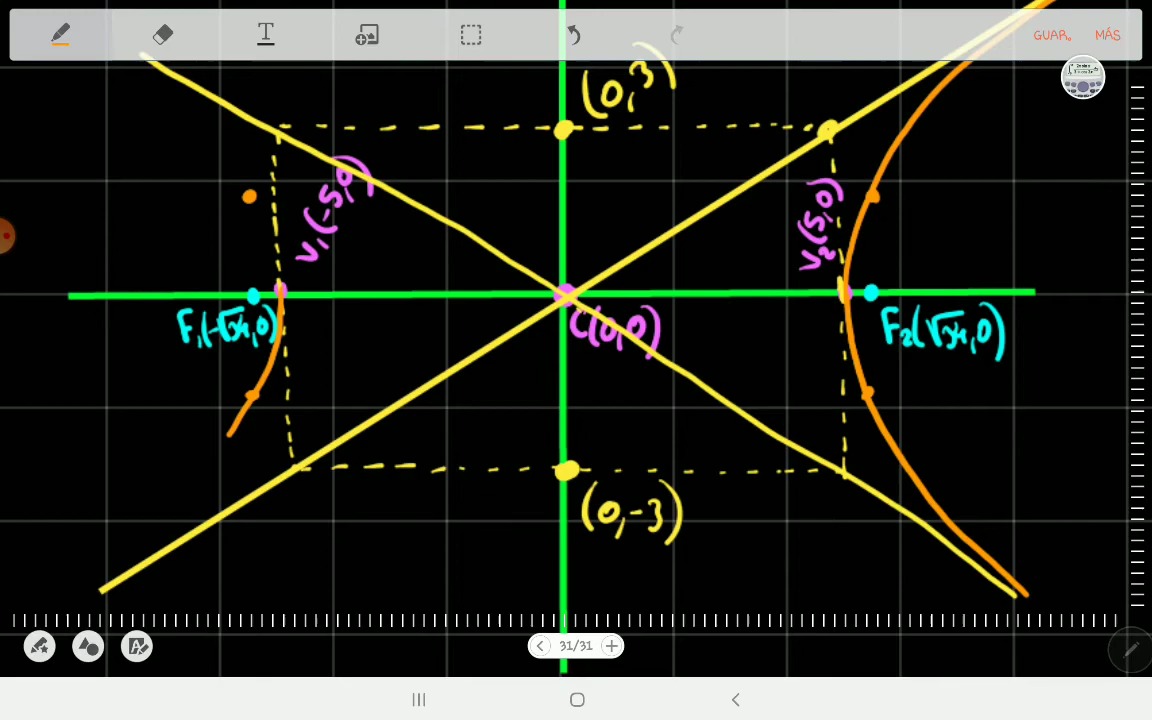 T
GUAR.
MÁS
(0,3)
V₁(-5,0)
V₂(5,0)
F₁(-√34,0)
C(0,0)
F₂(√34,0)
(0,-3)
31/31